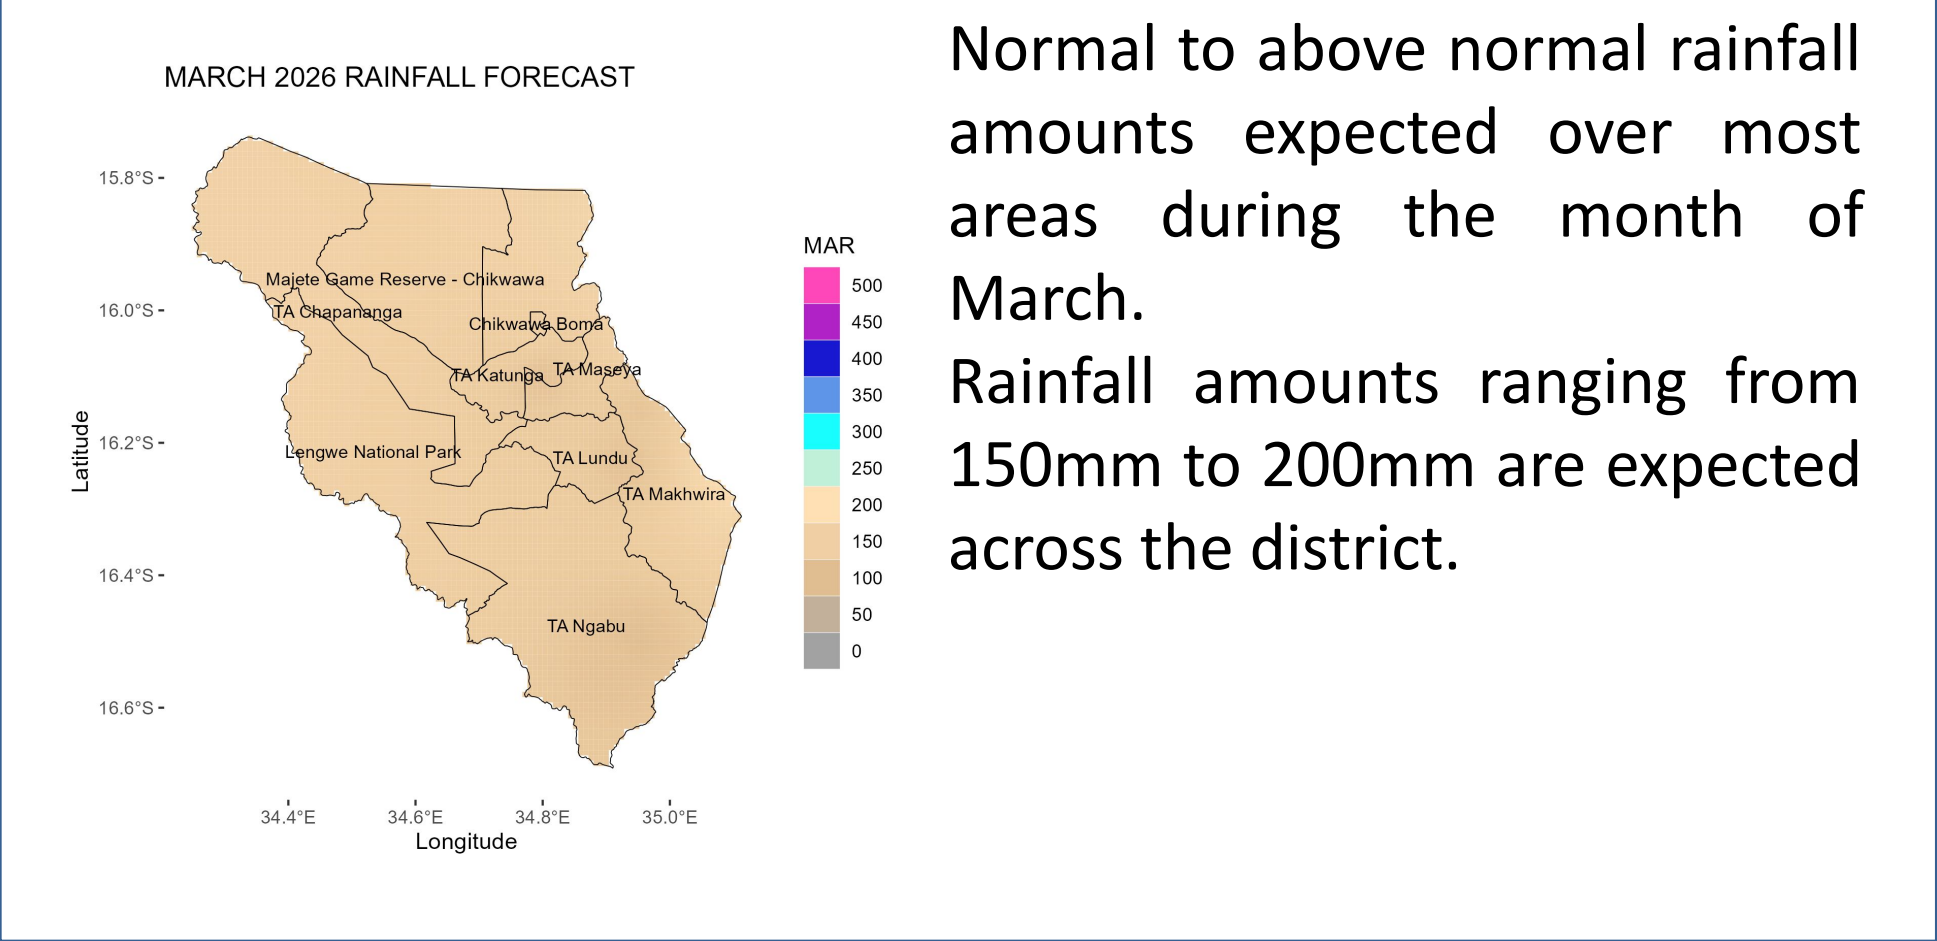 MARCH 2026 RAINFALL FORECAST
15.8°S
16.0°S
16.2°S
16.4°S
16.6°S
Latitude
Majete Game Reserve - Chikwawa
TA Chapananga
Chikwawa Boma
TA Katunga
TA Maseya
Lengwe National Park
TA Lundu
TA Makhwira
TA Ngabu
34.4°E
34.6°E
34.8°E
35.0°E
Longitude
MAR
500
450
400
350
300
250
200
150
100
50
0
Normal to above normal rainfall
amounts expected over most
areas during the month of
March.
Rainfall amounts ranging from
150mm to 200mm are expected
across the district.